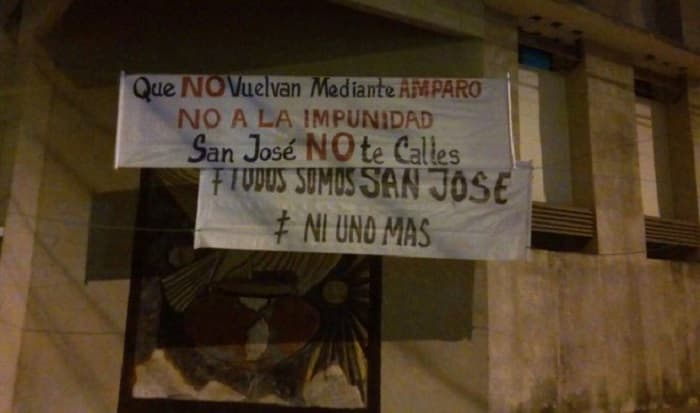 Que NO Vuelvan Mediante AMPARO
NO A LA IMPUNIDAD
San José NO te Calles
≠ TODOS SOMOS SAN JOSE
≠ NI UNO MAS